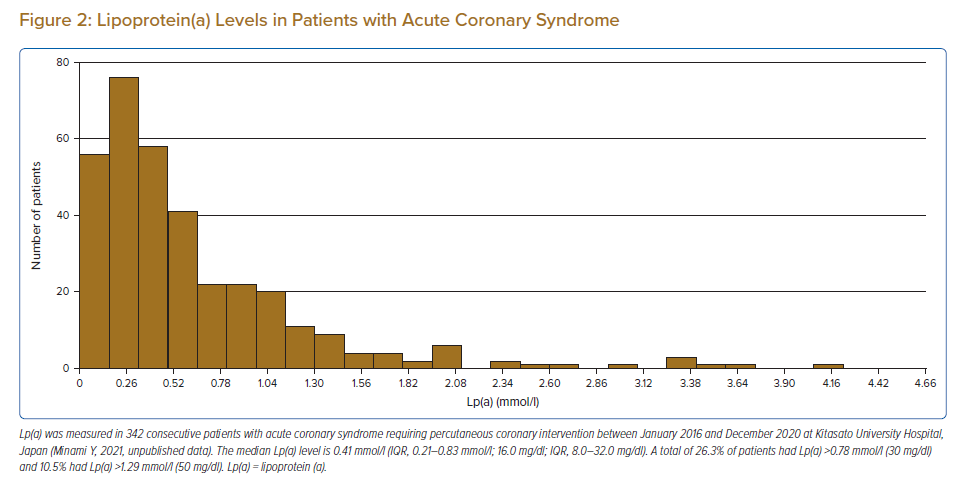 Figure 2: Lipoprotein(a) Levels in Patients with Acute Coronary Syndrome
80
60
40
20
0
Number of patients
0 0.26 0.52 0.78 1.04 1.30 1.56 1.82 2.08 2.34 2.60 2.86 3.12 3.38 3.64 3.90 4.16 4.42 4.66
Lp(a) (mmol/l)
Lp(a) was measured in 342 consecutive patients with acute coronary syndrome requiring percutaneous coronary intervention between January 2016 and December 2020 at Kitasato University Hospital,
Japan (Minami Y, 2021, unpublished data). The median Lp(a) level is 0.41 mmol/l (IQR, 0.21–0.83 mmol/l; 16.0 mg/dl; IQR, 8.0–32.0 mg/dl). A total of 26.3% of patients had Lp(a) >0.78 mmol/l (30 mg/dl)
and 10.5% had Lp(a) >1.29 mmol/l (50 mg/dl). Lp(a) = lipoprotein (a).